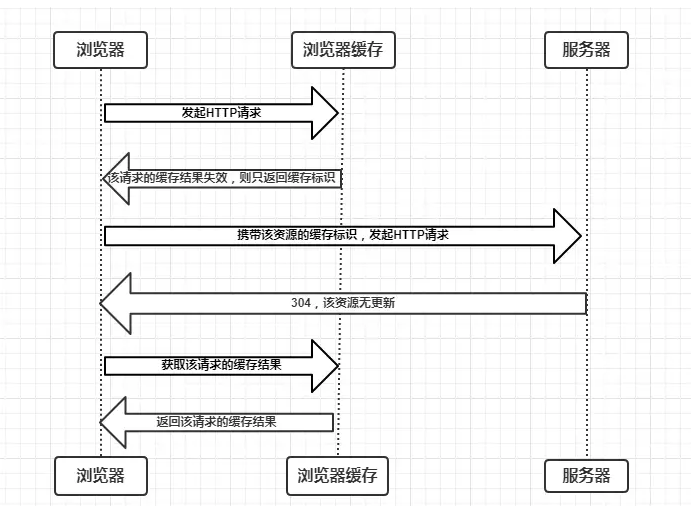 浏览器
浏览器缓存
服务器
发起HTTP请求
该请求的缓存结果失效，则只返回缓存标识
携带该资源的缓存标识，发起HTTP请求
304，该资源无更新
获取该请求的缓存结果
返回该请求的缓存结果
浏览器
浏览器缓存
服务器